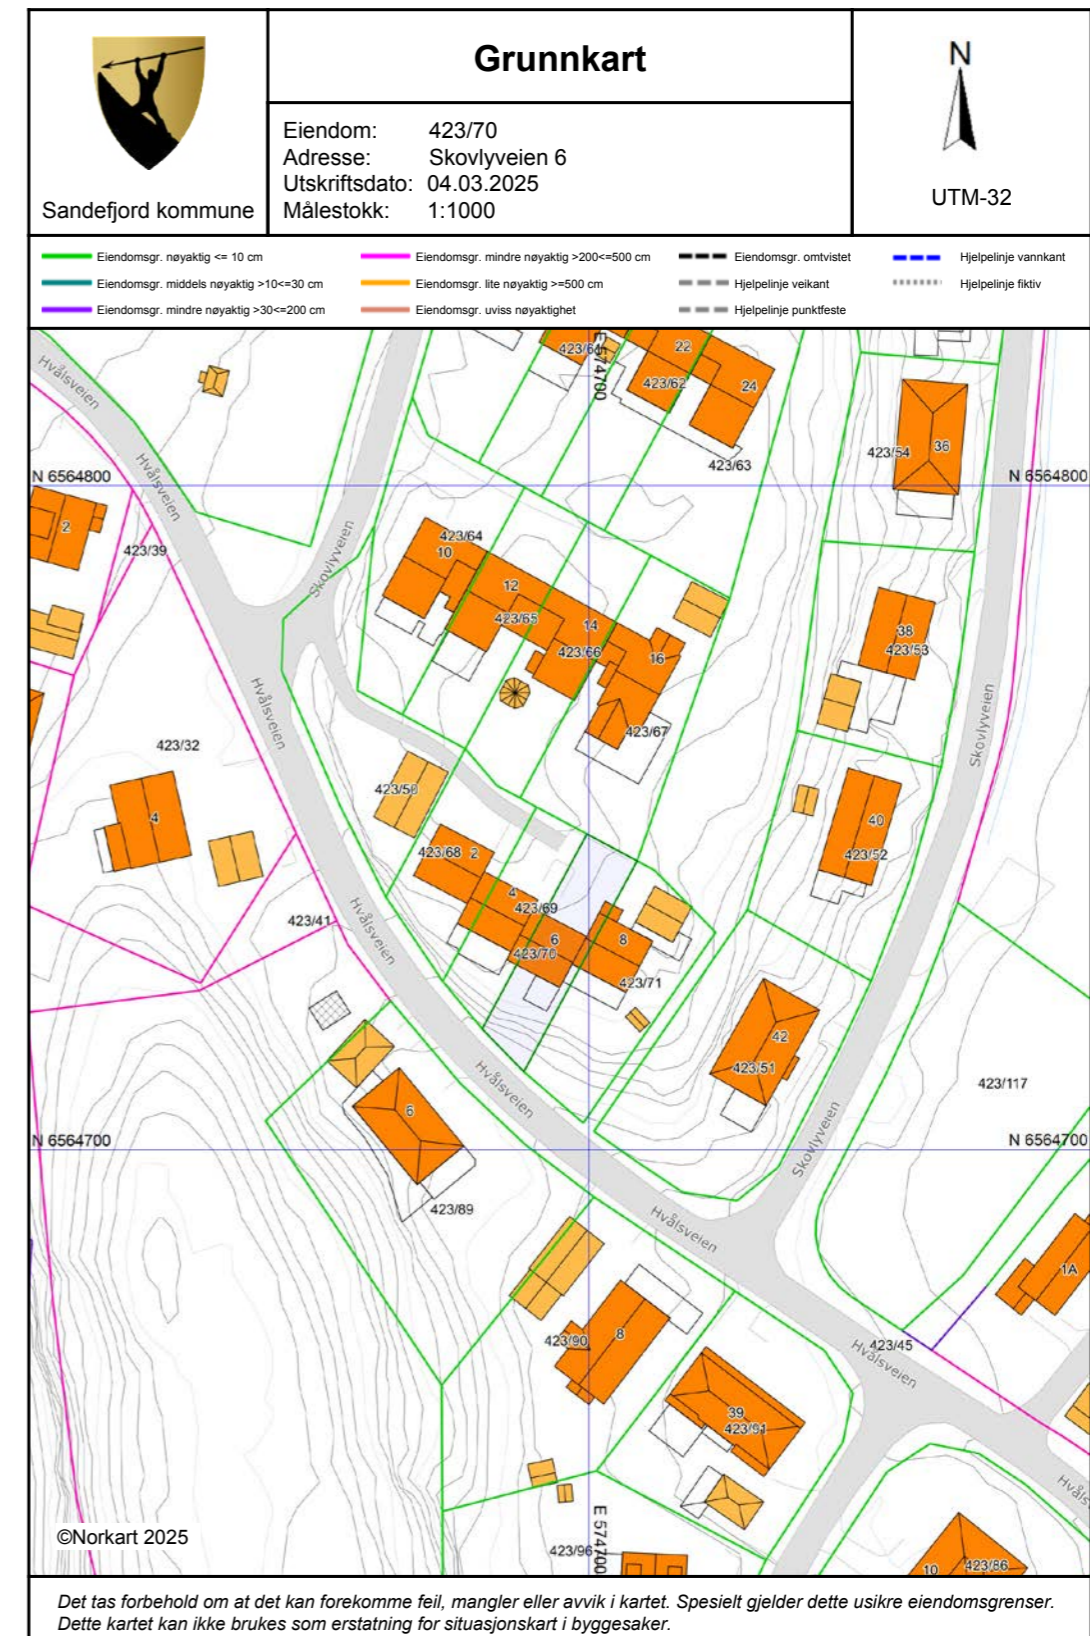 Grunnkart
Sandefjord kommune
Eiendom: 423/70
Adresse: Skovlyveien 6
Utskriftsdato: 04.03.2025
Målestokk: 1:1000
N
UTM-32
Eiendomsgr. nøyaktig <= 10 cm
Eiendomsgr. middels nøyaktig >10<=30 cm
Eiendomsgr. mindre nøyaktig >30<=200 cm
Eiendomsgr. mindre nøyaktig >200<=500 cm
Eiendomsgr. lite nøyaktig >=500 cm
Eiendomsgr. uviss nøyaktighet
Eiendomsgr. omtvistet
Hjelpelinje veikant
Hjelpelinje punktfeste
Hjelpelinje vannkant
Hjelpelinje fiktiv
Hvålsveien
423/61
E 574700
22
423/62
24
423/63
423/54
36
N 6564800
N 6564800
Hvålsveien
2
423/39
Skovlyveien
423/64
10
12
423/65
14
423/66
16
423/67
38
423/53
Hvålsveien
423/32
4
Skovlyveien
423/50
40
423/52
423/68 2
4
423/69
6
423/70
8
423/71
423/41
Hvålsveien
42
423/51
423/117
Hvålsveien
6
N 6564700
N 6564700
Skovlyveien
423/89
Hvålsveien
1A
423/90
8
423/45
Hvålsveien
39
423/91
Hvåls
E 574700
©Norkart 2025
423/96
10
423/86
Det tas forbehold om at det kan forekomme feil, mangler eller avvik i kartet. Spesielt gjelder dette usikre eiendomsgrenser.
Dette kartet kan ikke brukes som erstatning for situasjonskart i byggesaker.